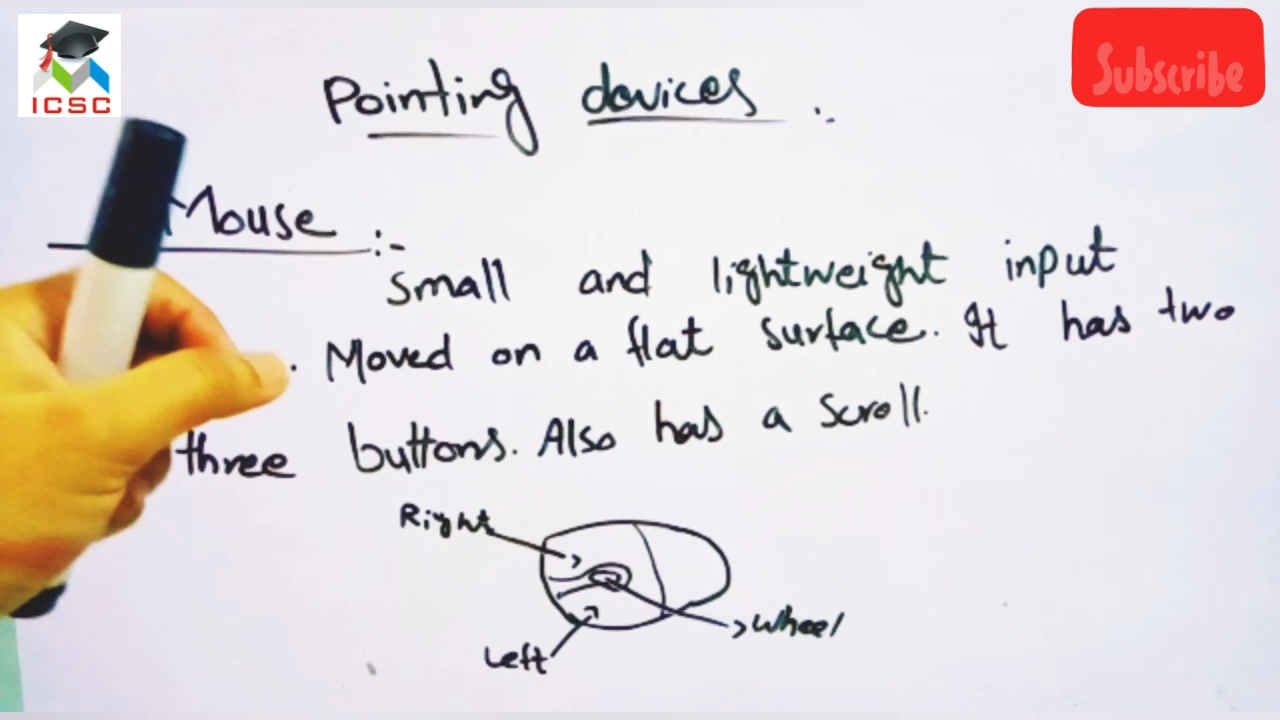 ICSC
Subscribe
Pointing devices :
Mouse :-
Small and lightweight input
. Moved on a flat surface. It has two
three buttons. Also has a scroll.
Right
Left
Wheel